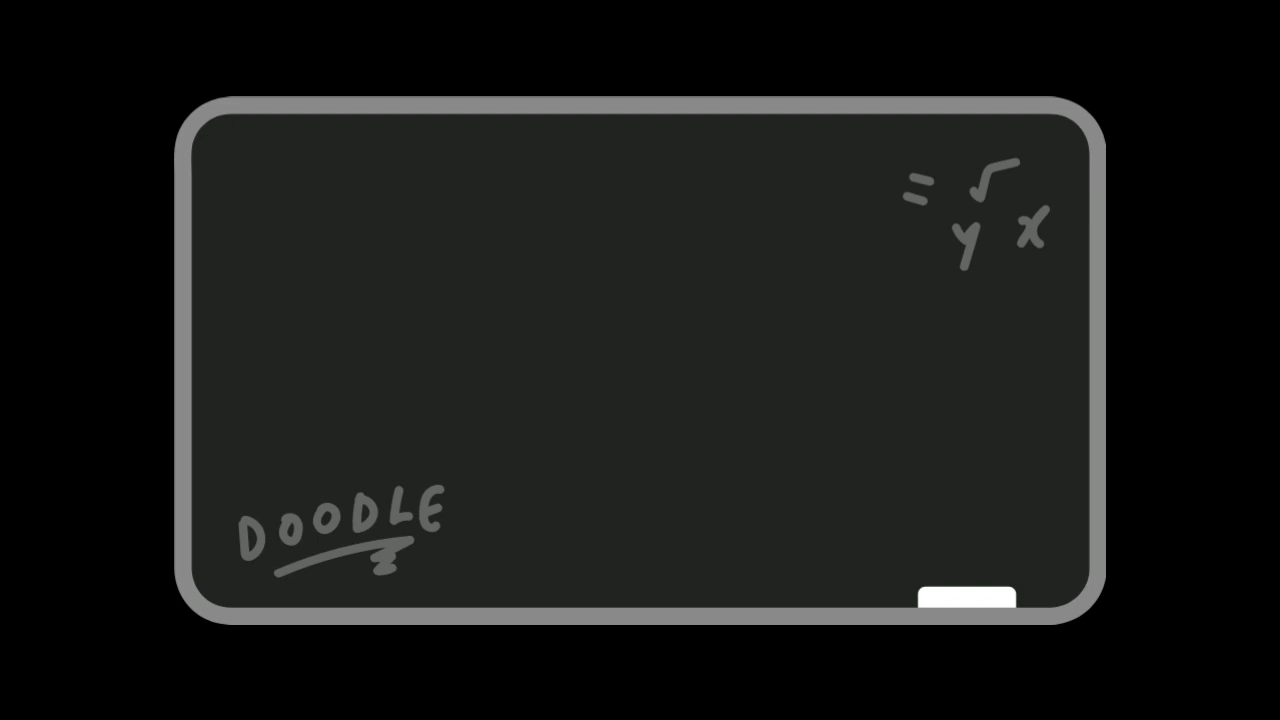 = √
y x
DOODLE